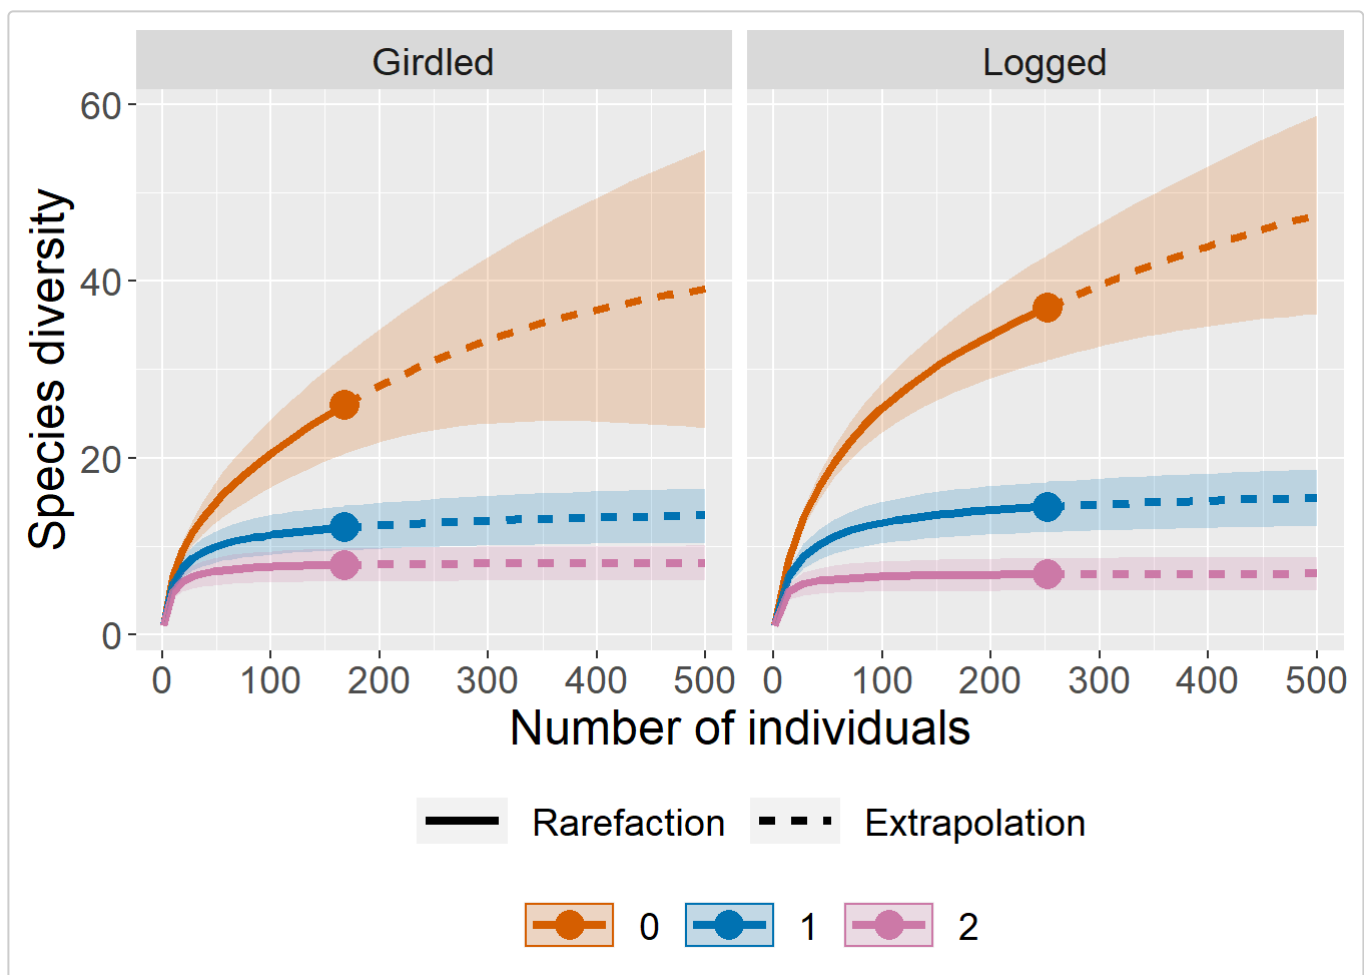 Girdled Logged
60
40
20
0
Species diversity
0 100 200 300 400 500 0 100 200 300 400 500
Number of individuals
Rarefaction Extrapolation
0 1 2